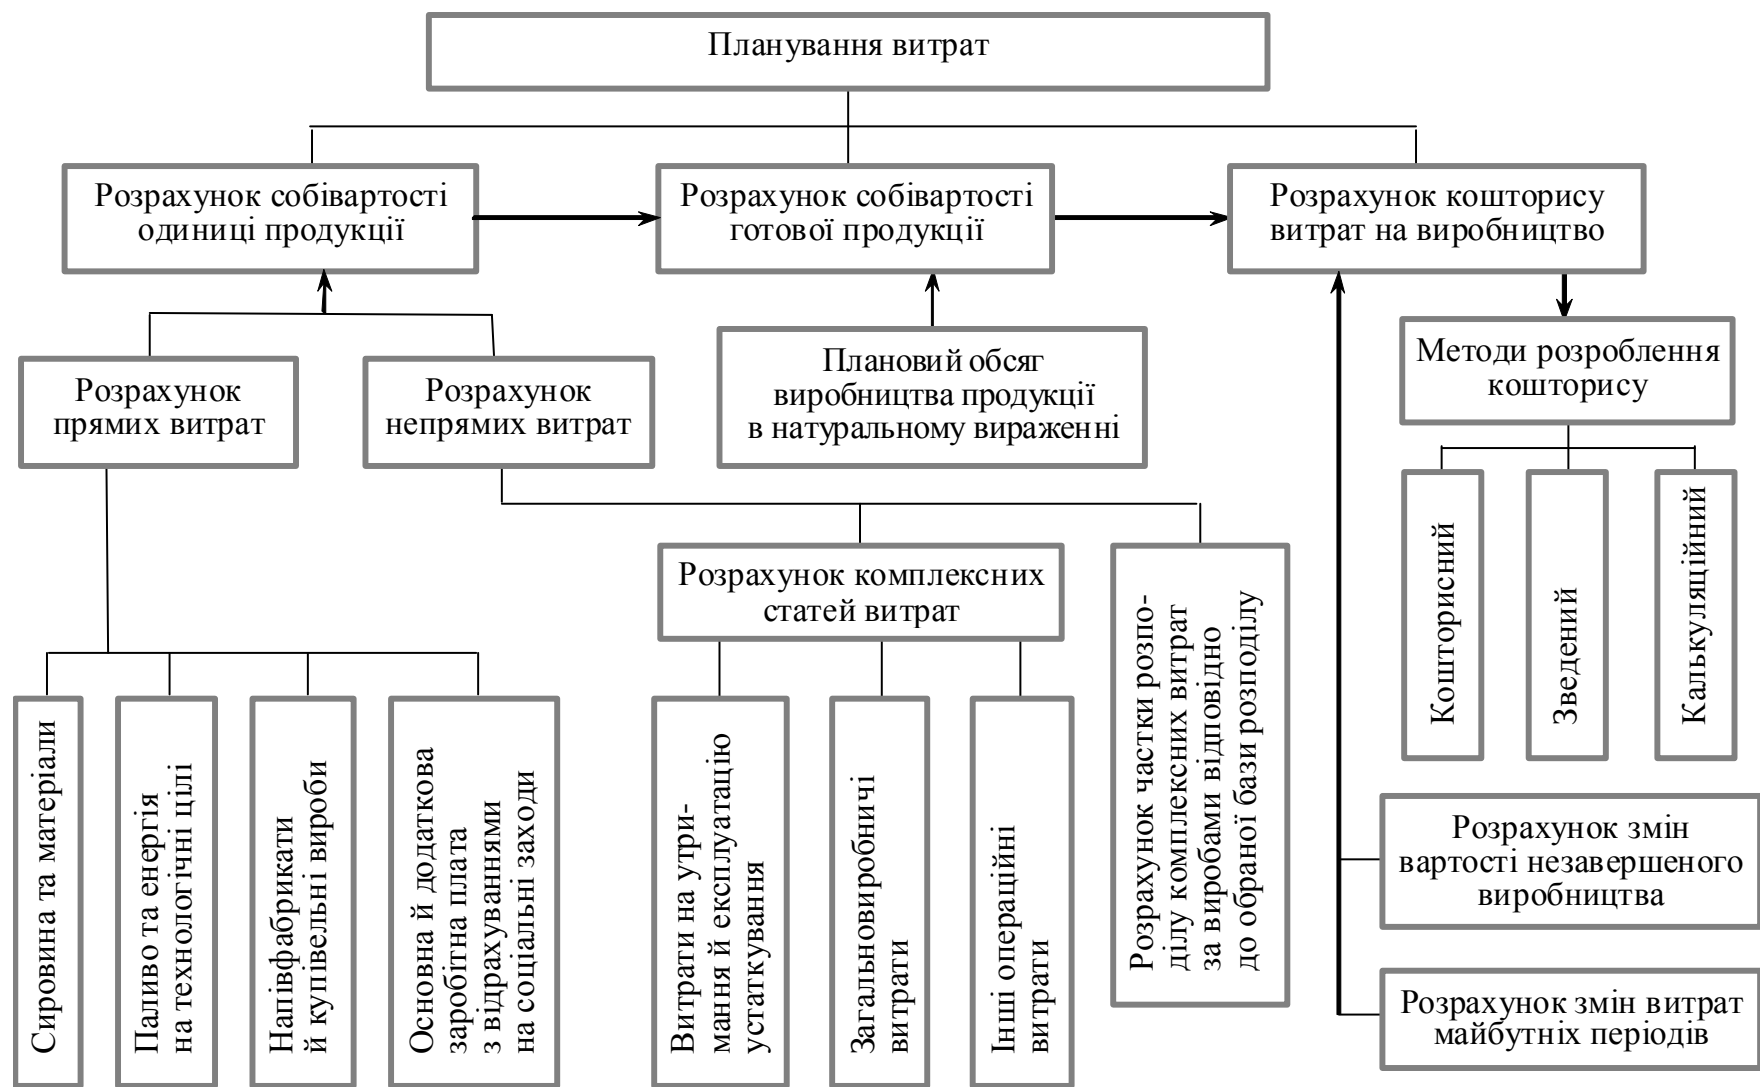 Планування витрат
Розрахунок собівартості
одиниці продукції
Розрахунок собівартості
готової продукції
Розрахунок кошторису
витрат на виробництво
Розрахунок
прямих витрат
Розрахунок
непрямих витрат
Плановий обсяг
виробництва продукції
в натуральному вираженні
Методи розроблення
кошторису
Кошторисний
Зведений
Калькуляційний
Розрахунок комплексних
статей витрат
Розрахунок частки розпо-
ділу комплексних витрат
за виробами відповідно
до обраної бази розподілу
Сировина та матеріали
Паливо та енергія
на технологічні цілі
Напівфабрикати
й купівельні вироби
Основна й додаткова
заробітна плата
з відрахуваннями
на соціальні заходи
Витрати на утри-
мання й експлуатацію
устаткування
Загальновиробничі
витрати
Інші операційні
витрати
Розрахунок змін
вартості незавершеного
виробництва
Розрахунок змін витрат
майбутніх періодів